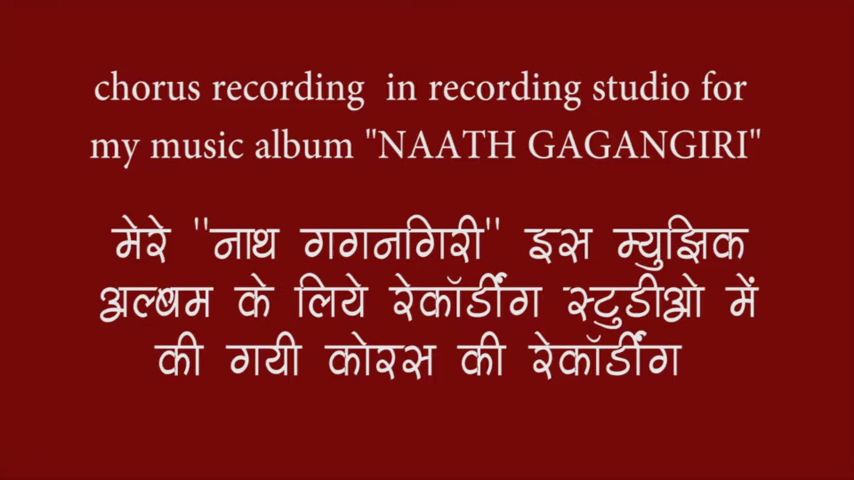 chorus recording in recording studio for
my music album "NAATH GAGANGIRI"
मेरे "नाथ गगनगिरी" इस म्युझिक
अल्बम के लिये रेकॉर्डींग स्टुडीओ में
की गयी कोरस की रेकॉर्डींग